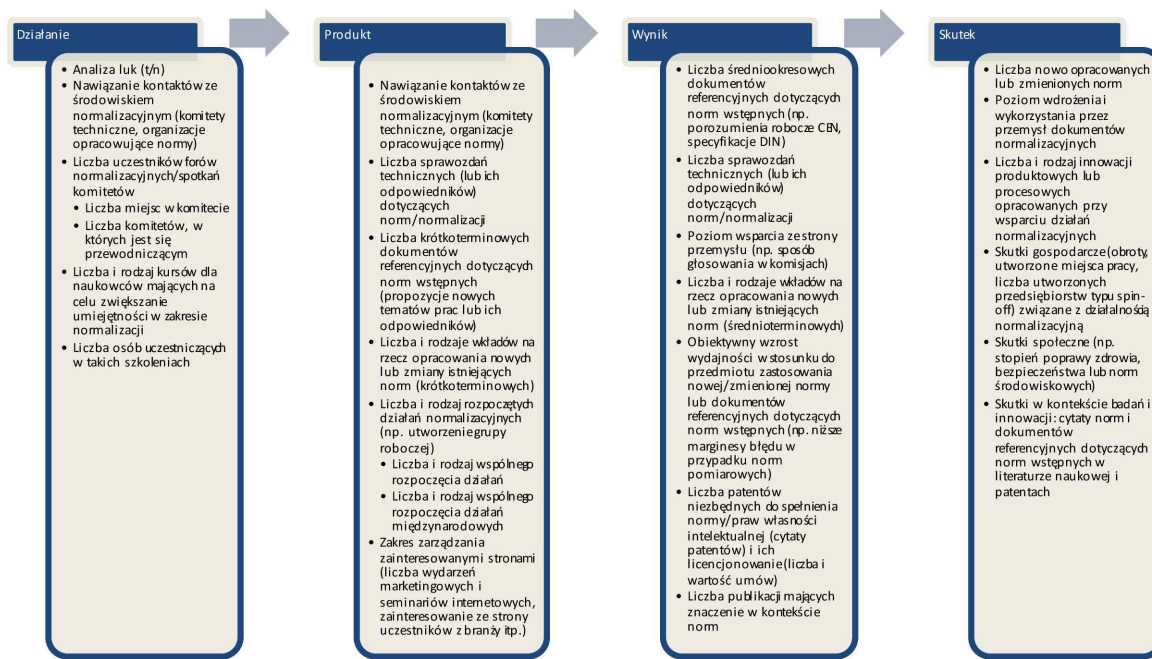 Działanie
• Analiza luk (t/n)
• Nawiązanie kontaktów ze
środowiskiem
normalizacyjnym (komitety
techniczne, organizacje
opracowujące normy)
• Liczba uczestników forów
normalizacyjnych/spotkań
komitetów
• Liczba miejsc w komitecie
• Liczba komitetów, w
których jest się
przewodniczącym
• Liczba i rodzaj kursów dla
naukowców mających na
celu zwiększanie
umiejętności w zakresie
normalizacji
• Liczba osób uczestniczących
w takich szkoleniach
Produkt
• Nawiązanie kontaktów ze
środowiskiem
normalizacyjnym (komitety
techniczne, organizacje
opracowujące normy)
• Liczba sprawozdań
technicznych (lub ich
odpowiedników)
dotyczących
norm/normalizacji
• Liczba krótkoterminowych
dokumentów
referencyjnych dotyczących
norm wstępnych
(propozycje nowych
tematów prac lub ich
odpowiedników)
• Liczba i rodzaje wkładów na
rzecz opracowania nowych
lub zmiany istniejących
norm (krótkoterminowych)
• Liczba i rodzaj rozpoczętych
działań normalizacyjnych
(np. utworzenie grupy
roboczej)
• Liczba i rodzaj wspólnego
rozpoczęcia działań
• Liczba i rodzaj wspólnego
rozpoczęcia działań
międzynarodowych
• Zakres zarządzania
zainteresowanymi stronami
(liczba wydarzeń
marketingowych i
seminariów internetowych,
zainteresowanie ze strony
uczestników z branży itp.)
Wynik
• Liczba średniookresowych
dokumentów
referencyjnych dotyczących
norm wstępnych (np.
porozumienia robocze CEN,
specyfikacje DIN)
• Liczba sprawozdań
technicznych (lub ich
odpowiedników)
dotyczących
norm/normalizacji
• Poziom wsparcia ze strony
przemysłu (np. sposób
głosowania w komisjach)
• Liczba i rodzaje wkładów na
rzecz opracowania nowych
lub zmiany istniejących
norm (średnioterminowych)
• Obiektywny wzrost
wydajności w stosunku do
przedmiotu zastosowania
nowej/zmienionej normy
lub dokumentów
referencyjnych dotyczących
norm wstępnych (np. niższe
marginesy błędu w
przypadku norm
pomiarowych)
• Liczba patentów
niezbędnych do spełnienia
normy/praw własności
intelektualnej (cytaty
patentów) i ich
licencjonowanie (liczba i
wartość umów)
• Liczba publikacji mających
znaczenie w kontekście
norm
Skutek
• Liczba nowo opracowanych
lub zmienionych norm
• Poziom wdrożenia i
wykorzystania przez
przemysł dokumentów
normalizacyjnych
• Liczba i rodzaj innowacji
produktowych lub
procesowych
opracowanych przy
wsparciu działań
normalizacyjnych
• Skutki gospodarcze (obroty,
utworzone miejsca pracy,
liczba utworzonych
przedsiębiorstw typu spin-
off) związane z działalnością
normalizacyjną
• Skutki społeczne (np.
stopień poprawy zdrowia,
bezpieczeństwa lub norm
środowiskowych)
• Skutki w kontekście badań i
innowacji: cytaty norm i
dokumentów
referencyjnych dotyczących
norm wstępnych w
literaturze naukowej i
patentach